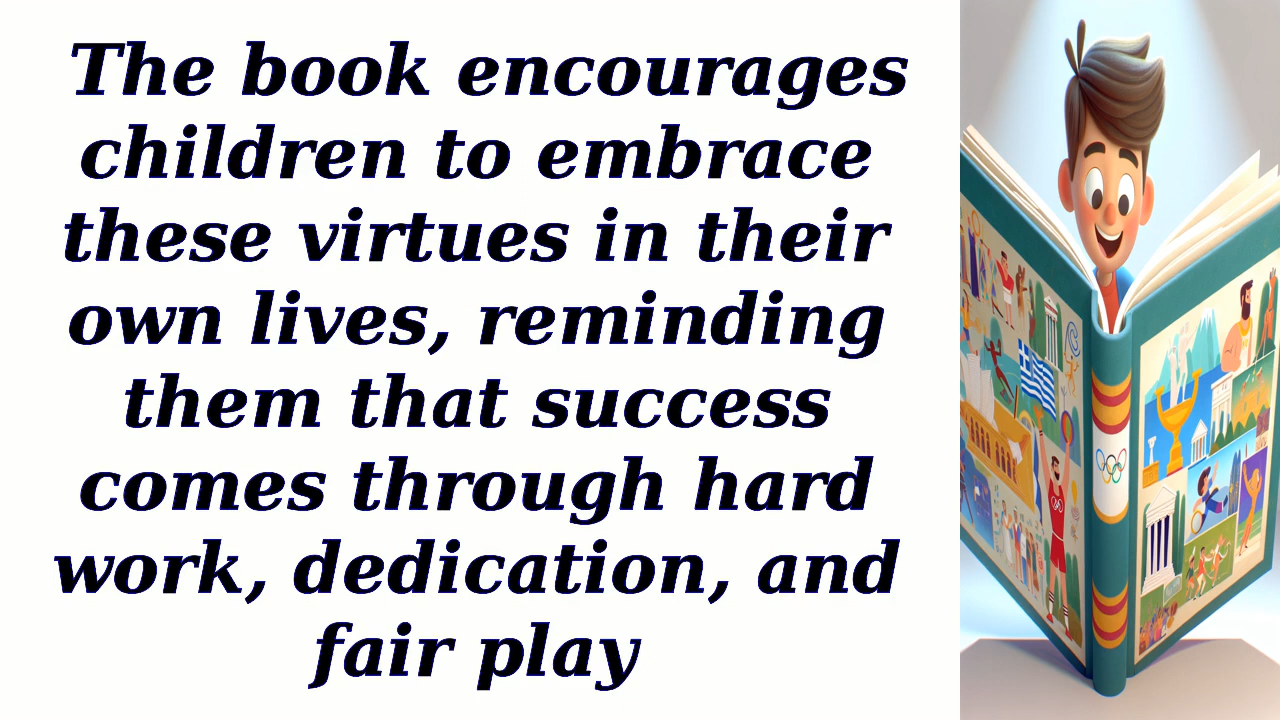 The book encourages
children to embrace
these virtues in their
own lives, reminding
them that success
comes through hard
work, dedication, and
fair play